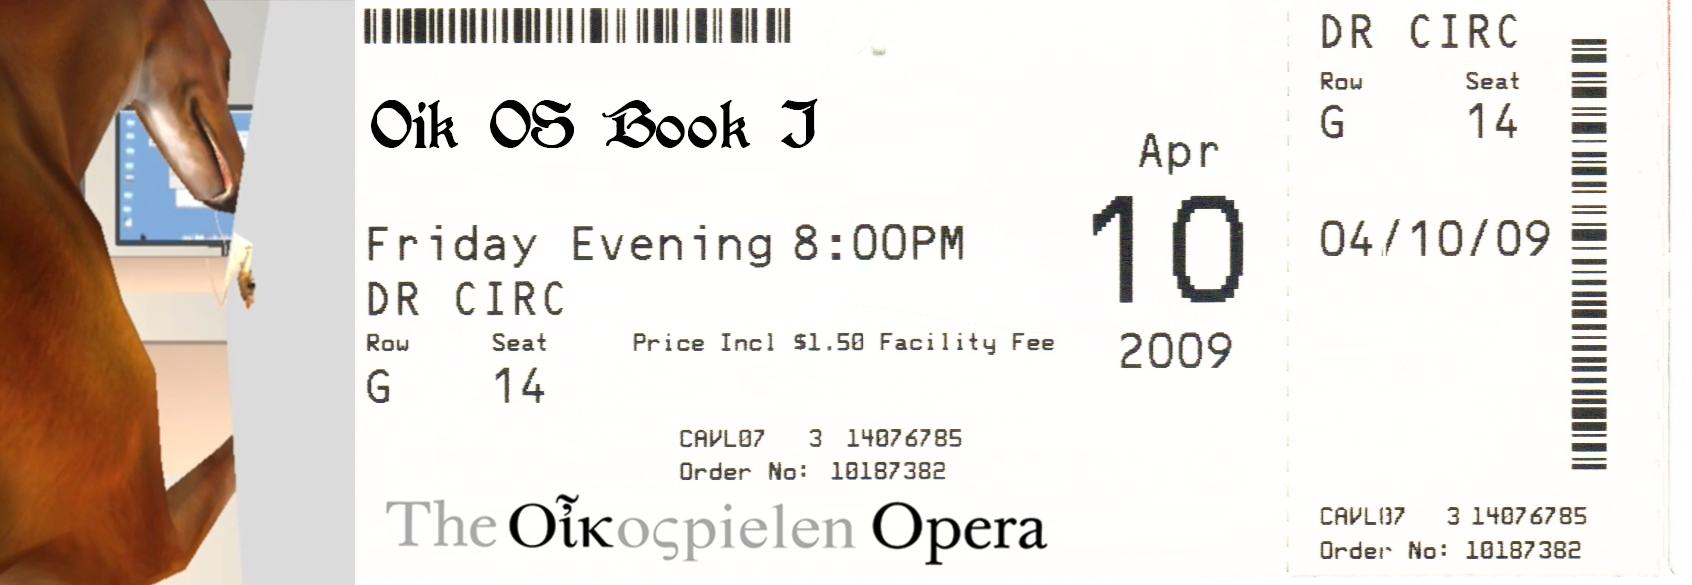 Oik OS Book I
Apr
10
2009
Friday Evening 8:00PM
DR CIRC
Row Seat
G 14
Price Incl $1.50 Facility Fee
CAVL07 3 14076785
Order No: 10187382
The Οἶκοςpielen Opera
DR CIRC
Row Seat
G 14
04/10/09
CAVL07 3 14076785
Order No: 10187382